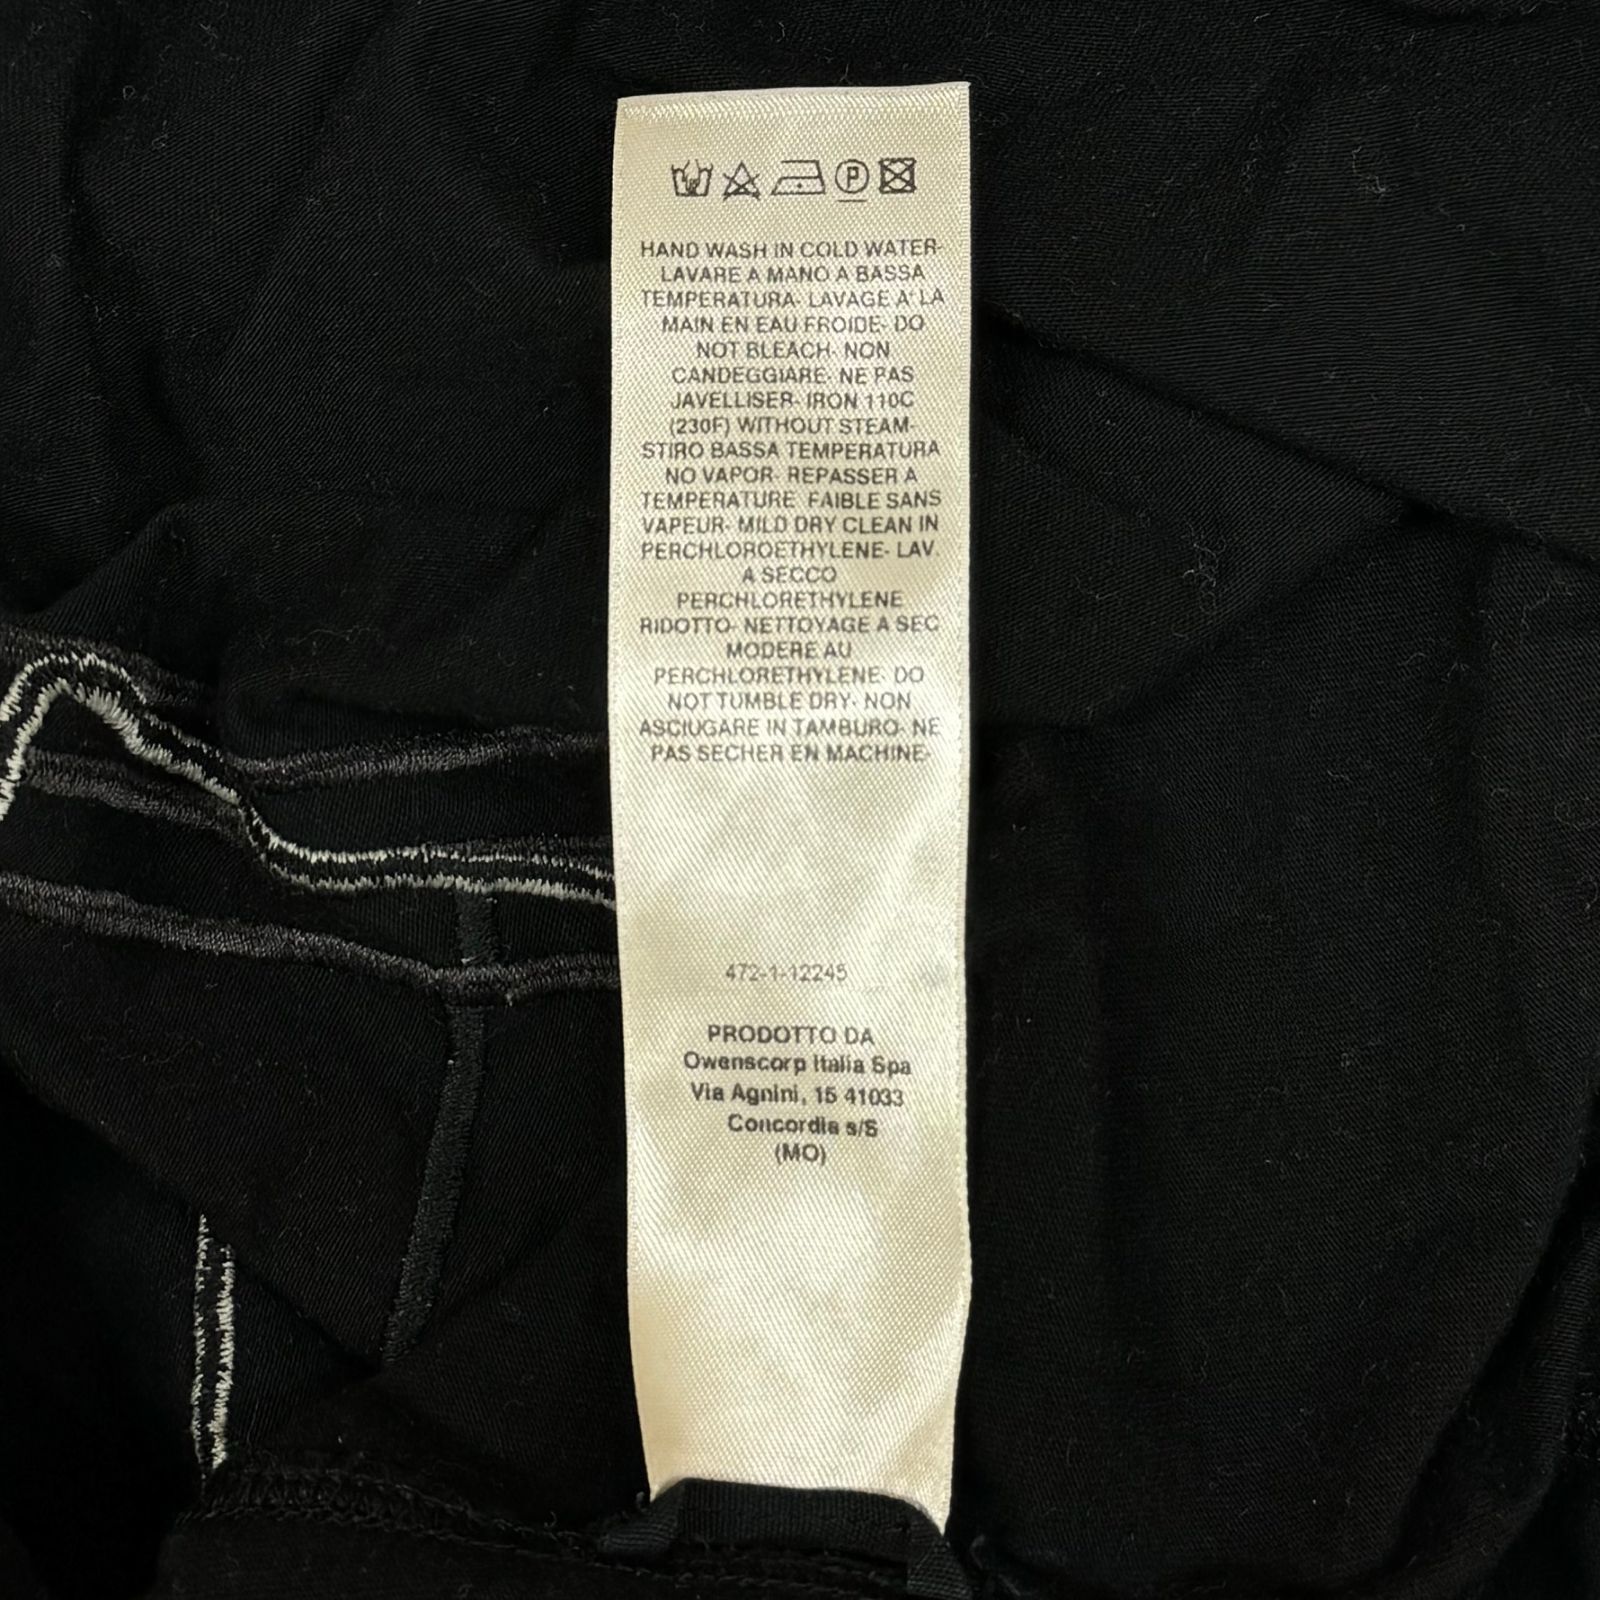 P
HAND WASH IN COLD WATER-
LAVARE A MANO A BASSA
TEMPERATURA- LAVAGE A' LA
MAIN EN EAU FROIDE- DO
NOT BLEACH- NON
CANDEGGIARE- NE PAS
JAVELLISER- IRON 110C
(230F) WITHOUT STEAM-
STIRO BASSA TEMPERATURA
NO VAPOR- REPASSER A
TEMPERATURE FAIBLE SANS
VAPEUR- MILD DRY CLEAN IN
PERCHLOROETHYLENE- LAV.
A SECCO
PERCHLORETHYLENE
RIDOTTO- NETTOYAGE A SEC
MODERE AU
PERCHLORETHYLENE- DO
NOT TUMBLE DRY- NON
ASCIUGARE IN TAMBURO- NE
PAS SECHER EN MACHINE-
472-1-12245
PRODOTTO DA
Owenscorp Italia Spa
Via Agnini, 15 41033
Concordia s/S
(MO)